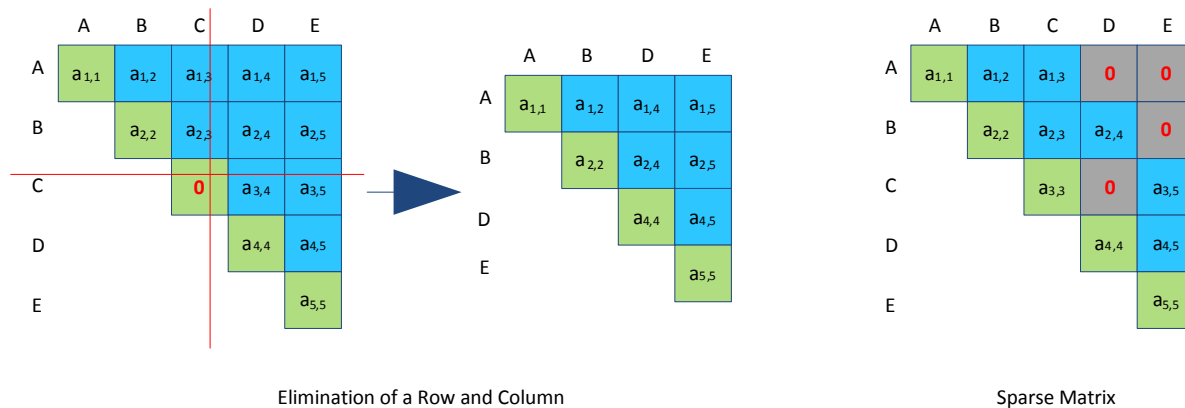 A B C D E
A a1,1 a1,2 a1,3 a1,4 a1,5
B a2,2 a2,3 a2,4 a2,5
C 0 a3,4 a3,5
D a4,4 a4,5
E a5,5
A B D E
A a1,1 a1,2 a1,4 a1,5
B a2,2 a2,4 a2,5
D a4,4 a4,5
E a5,5
Elimination of a Row and Column
A B C D E
A a1,1 a1,2 a1,3 0 0
B a2,2 a2,3 a2,4 0
C a3,3 0 a3,5
D a4,4 a4,5
E a5,5
Sparse Matrix